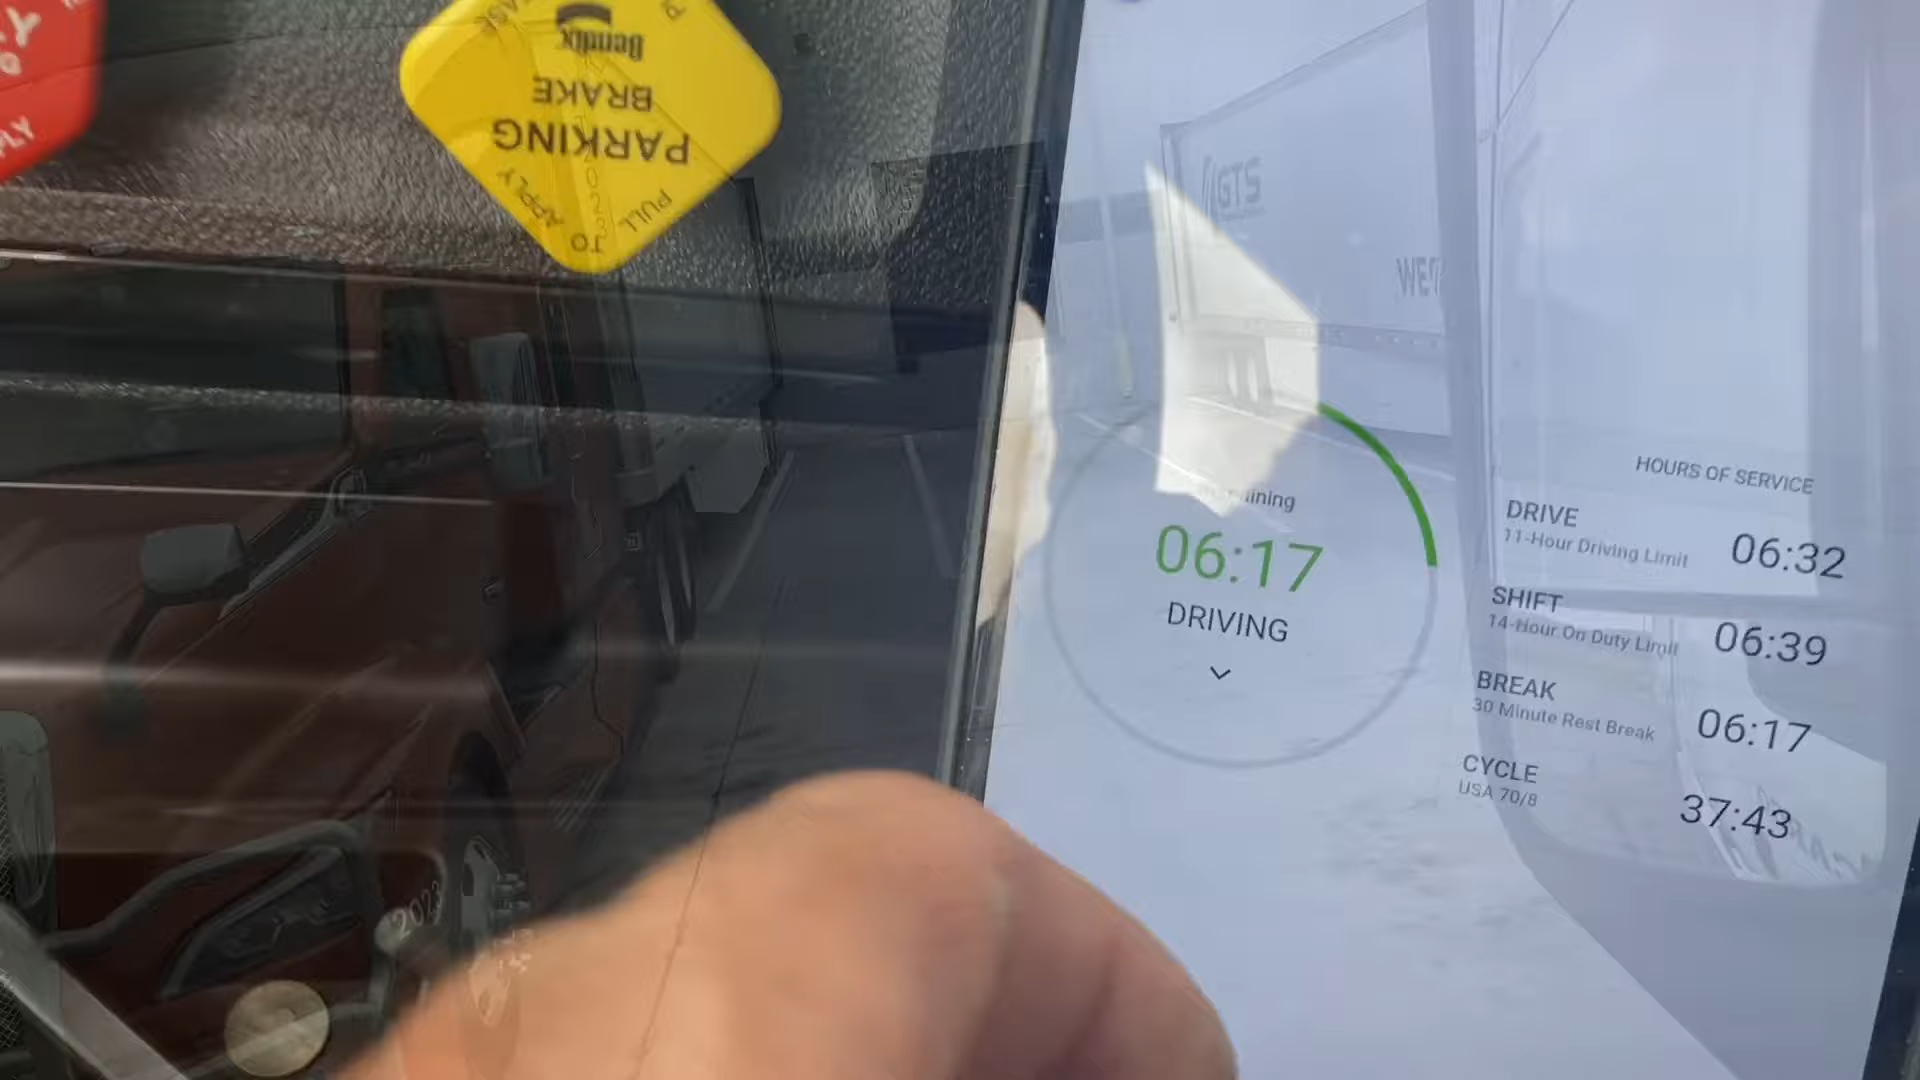 Bendix
PARKING
BRAKE
PULL
TO
APPLY
GTS
06:17
DRIVING
HOURS OF SERVICE
DRIVE
11-Hour Driving Limit
06:32
SHIFT
14-Hour On Duty Limit
06:39
BREAK
30 Minute Rest Break
06:17
CYCLE
USA 70/8
37:43
2023